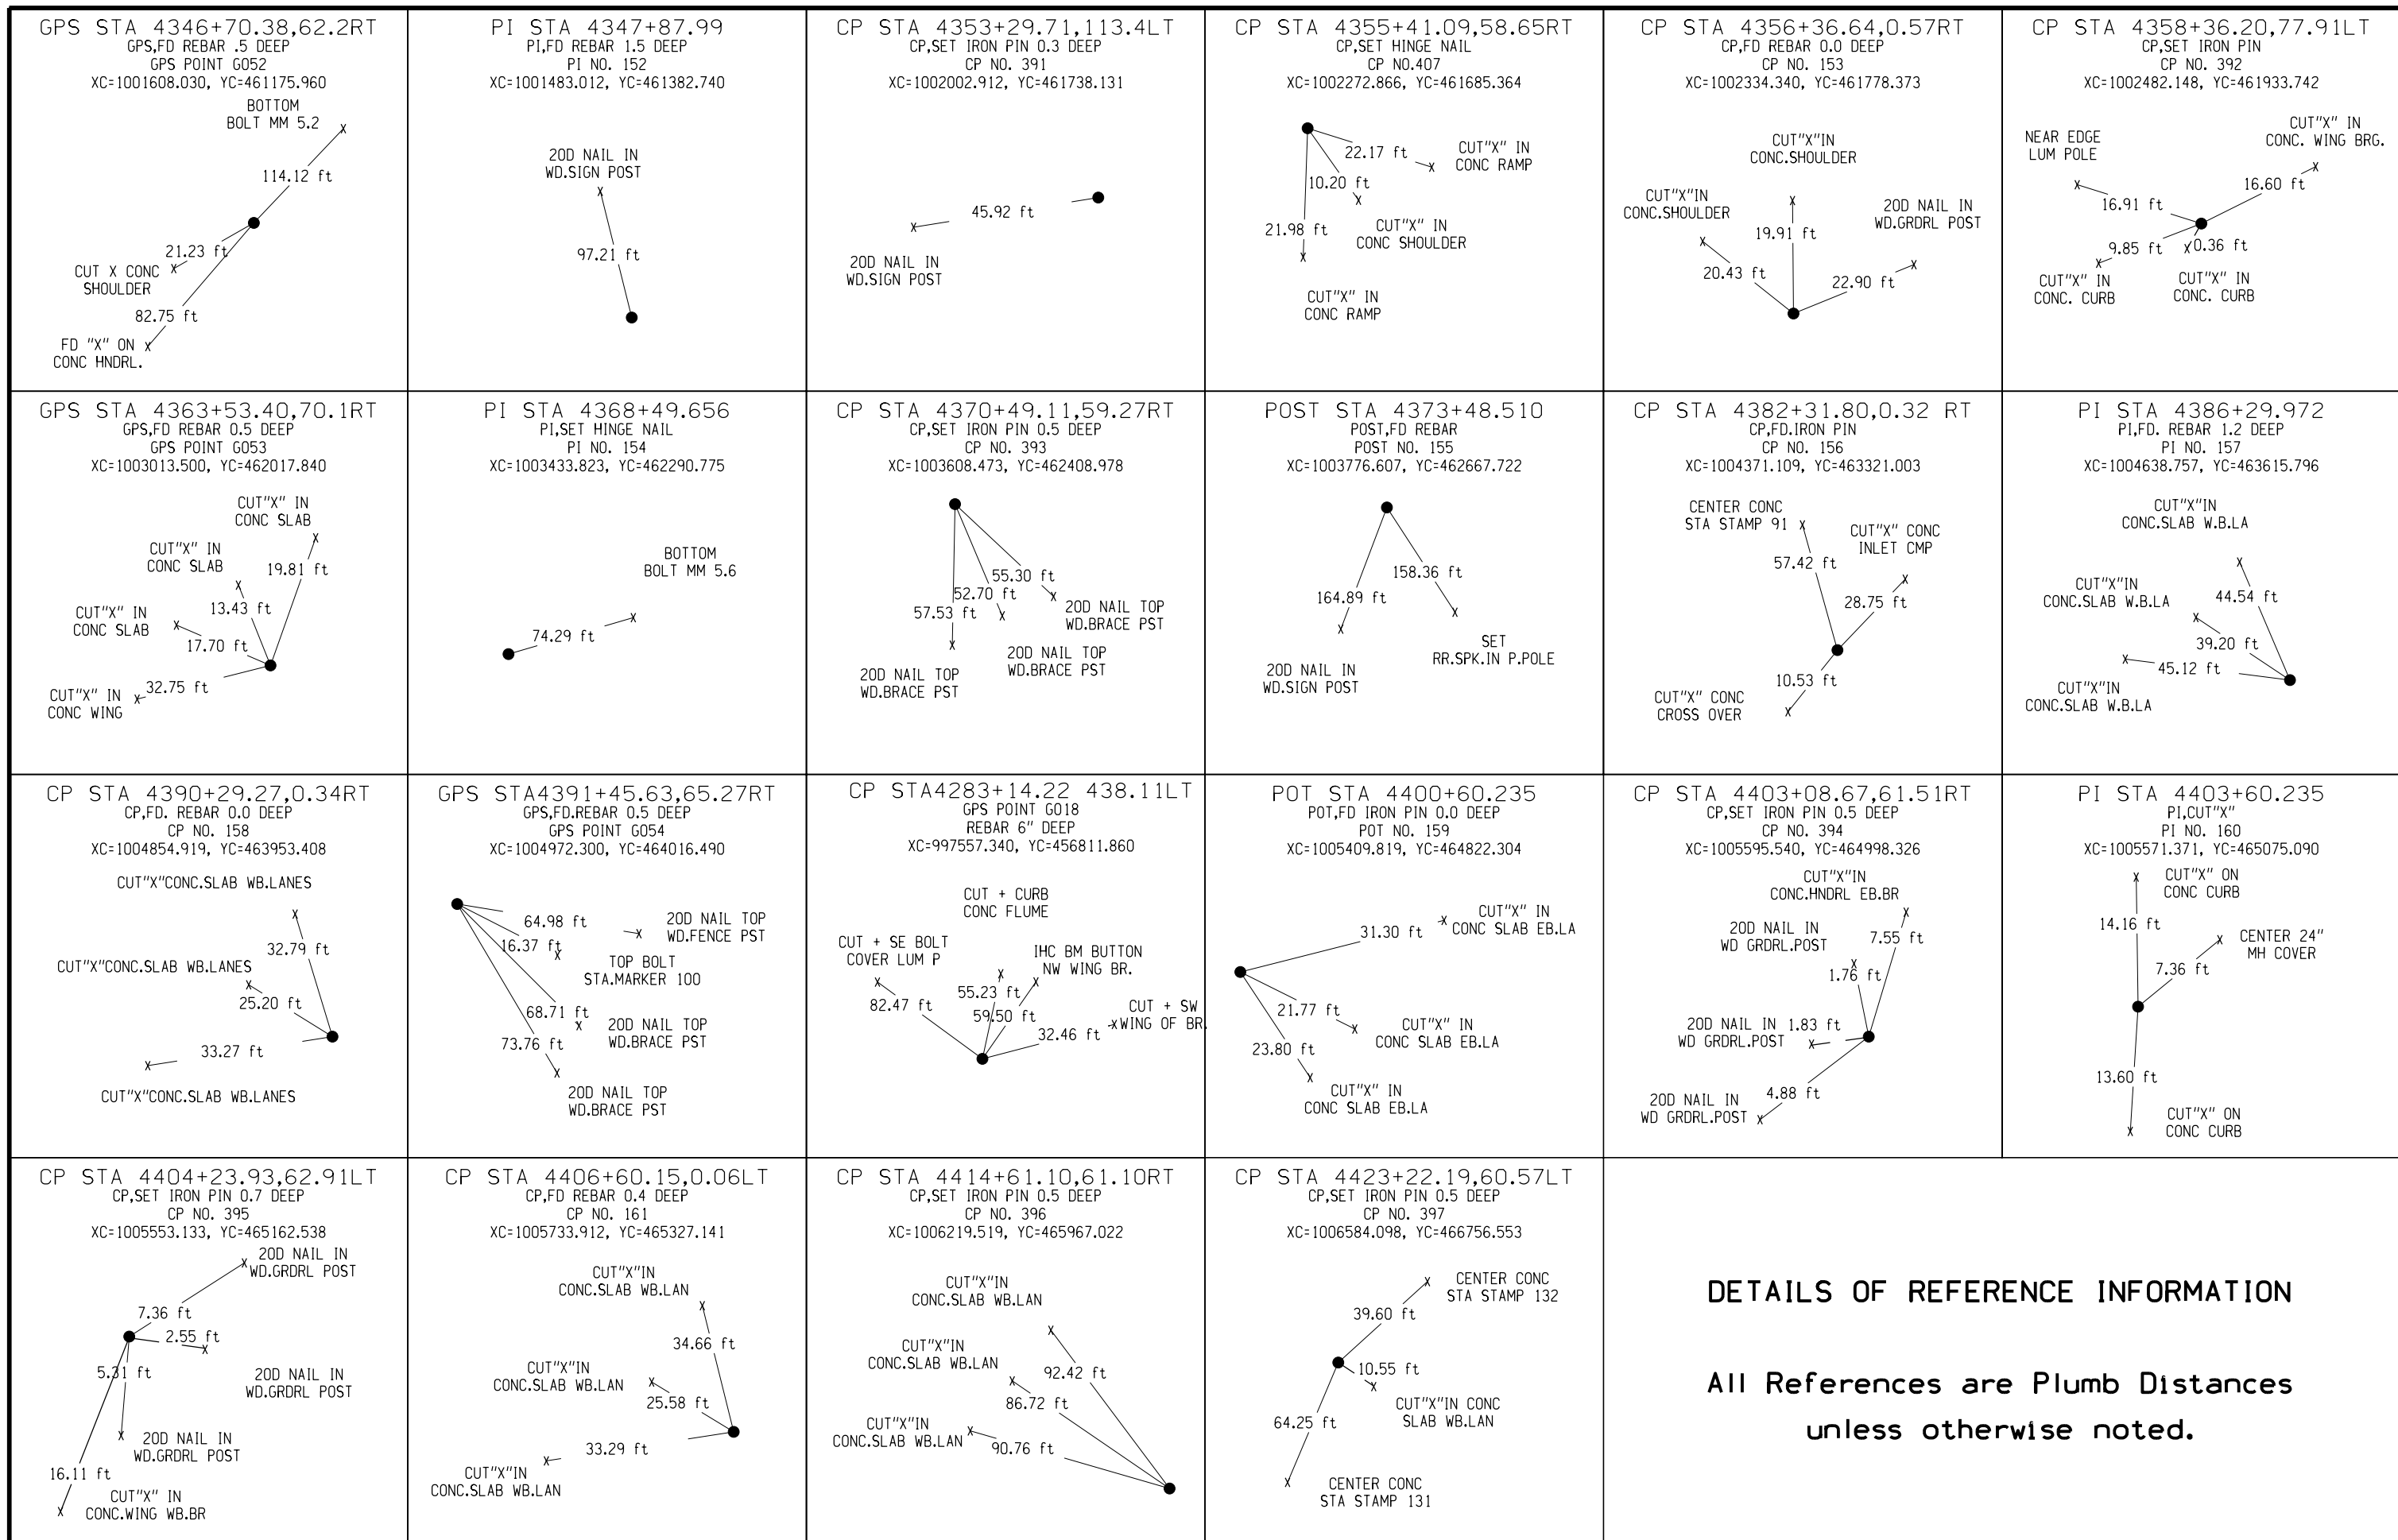 GPS STA 4346+70.38,62.2RT
GPS,FD REBAR .5 DEEP
GPS POINT G052
XC=1001608.030, YC=461175.960
BOTTOM
BOLT MM 5.2
114.12 ft
21.23 ft
CUT X CONC
SHOULDER
82.75 ft
FD "X" ON
CONC HNDRL.
PI STA 4347+87.99
PI,FD REBAR 1.5 DEEP
PI NO. 152
XC=1001483.012, YC=461382.740
20D NAIL IN
WD.SIGN POST
97.21 ft
CP STA 4353+29.71,113.4LT
CP,SET IRON PIN 0.3 DEEP
CP NO. 391
XC=1002002.912, YC=461738.131
45.92 ft
20D NAIL IN
WD.SIGN POST
CP STA 4355+41.09,58.65RT
CP,SET HINGE NAIL
CP NO.407
XC=1002272.866, YC=461685.364
22.17 ft
CUT"X" IN
CONC RAMP
10.20 ft
21.98 ft
CUT"X" IN
CONC SHOULDER
CUT"X" IN
CONC RAMP
CP STA 4356+36.64,0.57RT
CP,FD REBAR 0.0 DEEP
CP NO. 153
XC=1002334.340, YC=461778.373
CUT"X"IN
CONC.SHOULDER
CUT"X"IN
CONC.SHOULDER
20D NAIL IN
WD.GRDRL POST
19.91 ft
20.43 ft
22.90 ft
CP STA 4358+36.20,77.91LT
CP,SET IRON PIN
CP NO. 392
XC=1002482.148, YC=461933.742
NEAR EDGE
LUM POLE
CUT"X" IN
CONC. WING BRG.
16.60 ft
16.91 ft
9.85 ft
0.36 ft
CUT"X" IN
CONC. CURB
CUT"X" IN
CONC. CURB
GPS STA 4363+53.40,70.1RT
GPS,FD REBAR 0.5 DEEP
GPS POINT G053
XC=1003013.500, YC=462017.840
CUT"X" IN
CONC SLAB
CUT"X" IN
CONC SLAB
19.81 ft
13.43 ft
CUT"X" IN
CONC SLAB
17.70 ft
32.75 ft
CUT"X" IN
CONC WING
PI STA 4368+49.656
PI,SET HINGE NAIL
PI NO. 154
XC=1003433.823, YC=462290.775
BOTTOM
BOLT MM 5.6
74.29 ft
CP STA 4370+49.11,59.27RT
CP,SET IRON PIN 0.5 DEEP
CP NO. 393
XC=1003608.473, YC=462408.978
55.30 ft
52.70 ft
57.53 ft
20D NAIL TOP
WD.BRACE PST
20D NAIL TOP
WD.BRACE PST
20D NAIL TOP
WD.BRACE PST
POST STA 4373+48.510
POST,FD REBAR
POST NO. 155
XC=1003776.607, YC=462667.722
158.36 ft
164.89 ft
SET
RR.SPK.IN P.POLE
20D NAIL IN
WD.SIGN POST
CP STA 4382+31.80,0.32 RT
CP,FD.IRON PIN
CP NO. 156
XC=1004371.109, YC=463321.003
CENTER CONC
STA STAMP 91
CUT"X" CONC
INLET CMP
57.42 ft
28.75 ft
10.53 ft
CUT"X" CONC
CROSS OVER
PI STA 4386+29.972
PI,FD. REBAR 1.2 DEEP
PI NO. 157
XC=1004638.757, YC=463615.796
CUT"X"IN
CONC.SLAB W.B.LA
CUT"X"IN
CONC.SLAB W.B.LA
44.54 ft
39.20 ft
45.12 ft
CUT"X"IN
CONC.SLAB W.B.LA
CP STA 4390+29.27,0.34RT
CP,FD. REBAR 0.0 DEEP
CP NO. 158
XC=1004854.919, YC=463953.408
CUT"X"CONC.SLAB WB.LANES
32.79 ft
CUT"X"CONC.SLAB WB.LANES
25.20 ft
33.27 ft
CUT"X"CONC.SLAB WB.LANES
GPS STA4391+45.63,65.27RT
GPS,FD.REBAR 0.5 DEEP
GPS POINT G054
XC=1004972.300, YC=464016.490
64.98 ft
20D NAIL TOP
WD.FENCE PST
16.37 ft
TOP BOLT
STA.MARKER 100
68.71 ft
20D NAIL TOP
WD.BRACE PST
73.76 ft
20D NAIL TOP
WD.BRACE PST
CP STA4283+14.22 438.11LT
GPS POINT G018
REBAR 6" DEEP
XC=997557.340, YC=456811.860
CUT + CURB
CONC FLUME
CUT + SE BOLT
COVER LUM P
IHC BM BUTTON
NW WING BR.
55.23 ft
82.47 ft
59.50 ft
CUT + SW
WING OF BR.
32.46 ft
POT STA 4400+60.235
POT,FD IRON PIN 0.0 DEEP
POT NO. 159
XC=1005409.819, YC=464822.304
31.30 ft
CUT"X" IN
CONC SLAB EB.LA
21.77 ft
CUT"X" IN
CONC SLAB EB.LA
23.80 ft
CUT"X" IN
CONC SLAB EB.LA
CP STA 4403+08.67,61.51RT
CP,SET IRON PIN 0.5 DEEP
CP NO. 394
XC=1005595.540, YC=464998.326
CUT"X"IN
CONC.HNDRL EB.BR
20D NAIL IN
WD GRDRL.POST
7.55 ft
1.76 ft
20D NAIL IN
WD GRDRL.POST
1.83 ft
4.88 ft
20D NAIL IN
WD GRDRL.POST
PI STA 4403+60.235
PI,CUT"X"
PI NO. 160
XC=1005571.371, YC=465075.090
CUT"X" ON
CONC CURB
14.16 ft
CENTER 24"
MH COVER
7.36 ft
13.60 ft
CUT"X" ON
CONC CURB
CP STA 4404+23.93,62.91LT
CP,SET IRON PIN 0.7 DEEP
CP NO. 395
XC=1005553.133, YC=465162.538
20D NAIL IN
WD.GRDRL POST
7.36 ft
2.55 ft
5.31 ft
20D NAIL IN
WD.GRDRL POST
20D NAIL IN
WD.GRDRL POST
16.11 ft
CUT"X" IN
CONC.WING WB.BR
CP STA 4406+60.15,0.06LT
CP,FD REBAR 0.4 DEEP
CP NO. 161
XC=1005733.912, YC=465327.141
CUT"X"IN
CONC.SLAB WB.LAN
34.66 ft
CUT"X"IN
CONC.SLAB WB.LAN
25.58 ft
33.29 ft
CUT"X"IN
CONC.SLAB WB.LAN
CP STA 4414+61.10,61.10RT
CP,SET IRON PIN 0.5 DEEP
CP NO. 396
XC=1006219.519, YC=465967.022
CUT"X"IN
CONC.SLAB WB.LAN
CUT"X"IN
CONC.SLAB WB.LAN
92.42 ft
86.72 ft
CUT"X"IN
CONC.SLAB WB.LAN
90.76 ft
CP STA 4423+22.19,60.57LT
CP,SET IRON PIN 0.5 DEEP
CP NO. 397
XC=1006584.098, YC=466756.553
CENTER CONC
STA STAMP 132
39.60 ft
10.55 ft
CUT"X"IN CONC
SLAB WB.LAN
64.25 ft
CENTER CONC
STA STAMP 131
DETAILS OF REFERENCE INFORMATION
All References are Plumb Distances
unless otherwise noted.